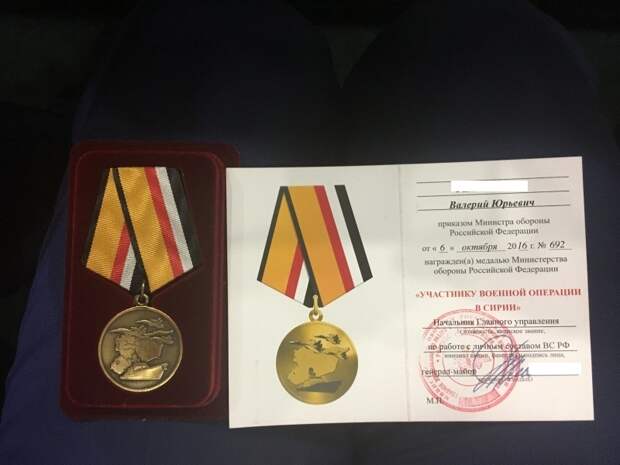 Валерий Юрьевич
приказом Министра обороны
Российской Федерации
от « 6 » октября 2016 г. № 692
награжден(а) медалью Министерства
обороны Российской Федерации
«УЧАСТНИКУ ВОЕННОЙ ОПЕРАЦИИ
В СИРИИ»
Начальник Главного управления
по работе с личным составом ВС РФ
генерал-майор
М.П.